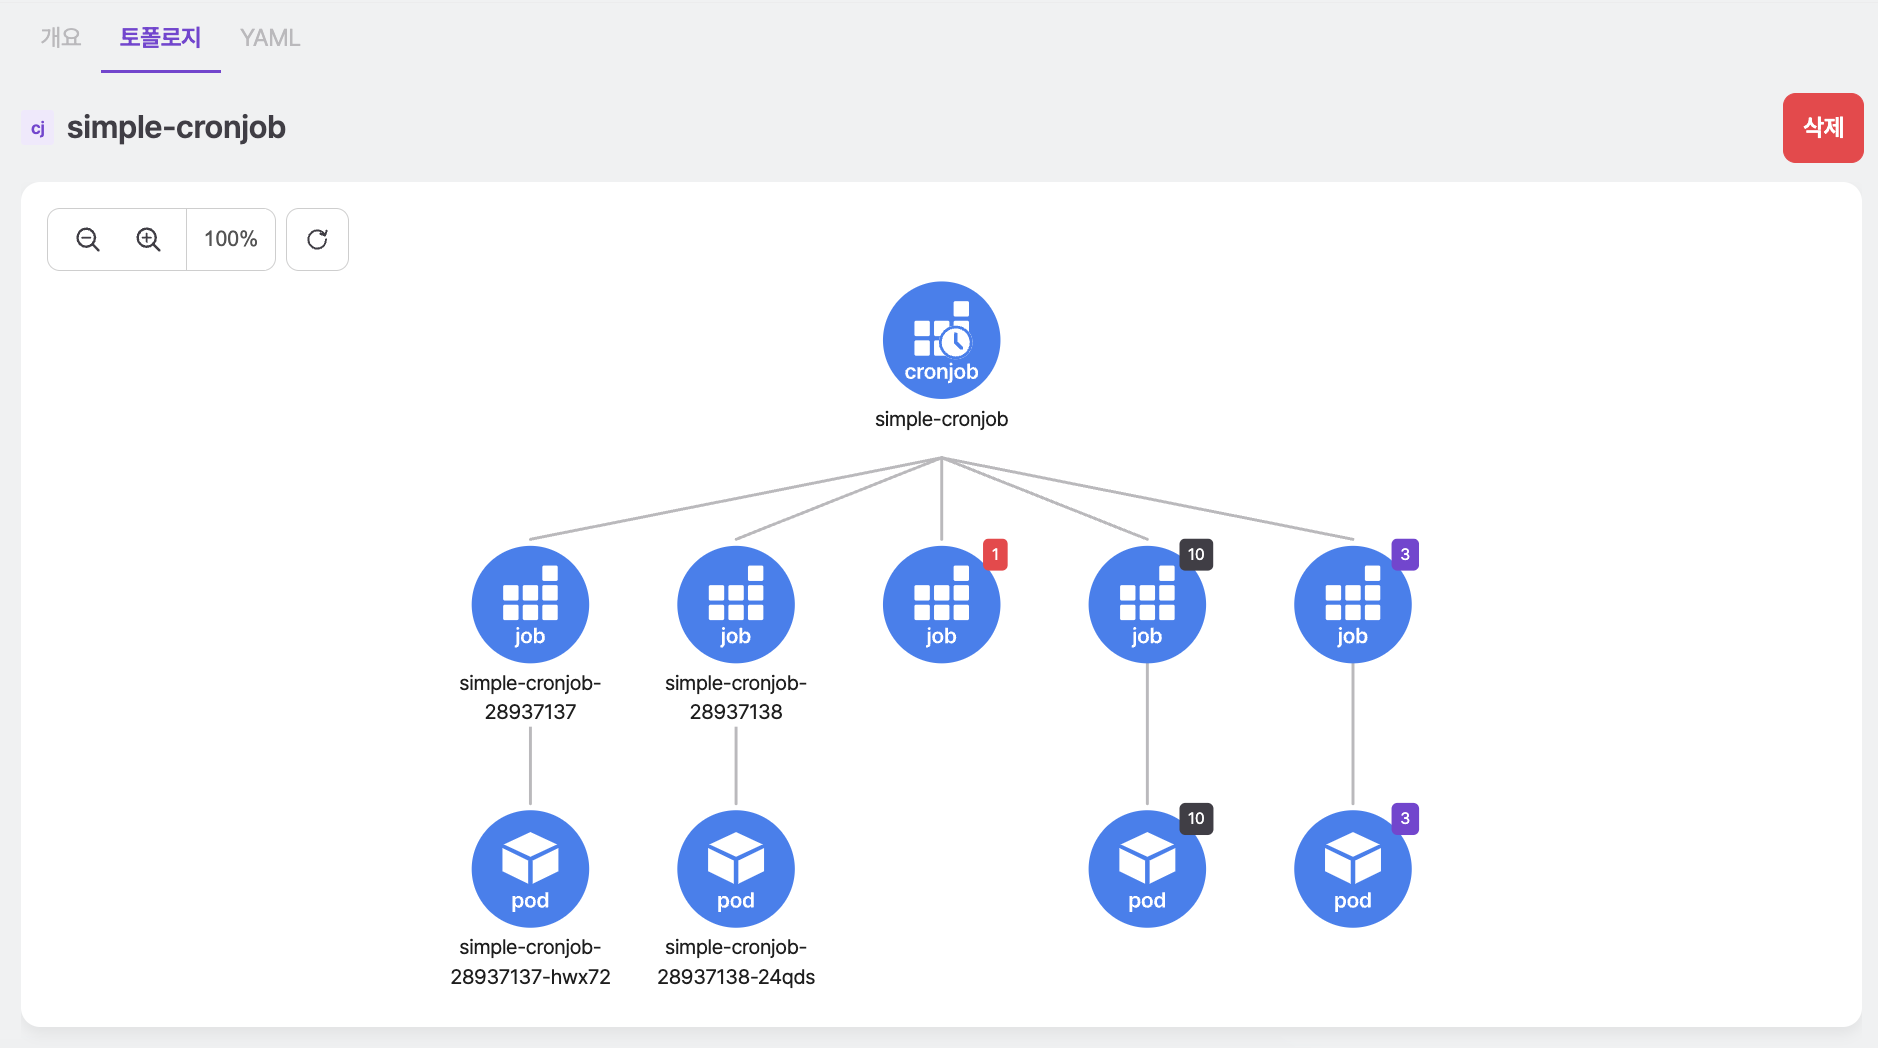 개요 토폴로지 YAML
cj simple-cronjob
삭제
100%
cronjob
simple-cronjob
1 10 3
job job job job job
simple-cronjob- simple-cronjob-
28937137 28937138
10 3
pod pod pod pod
simple-cronjob- simple-cronjob-
28937137-hwx72 28937138-24qds